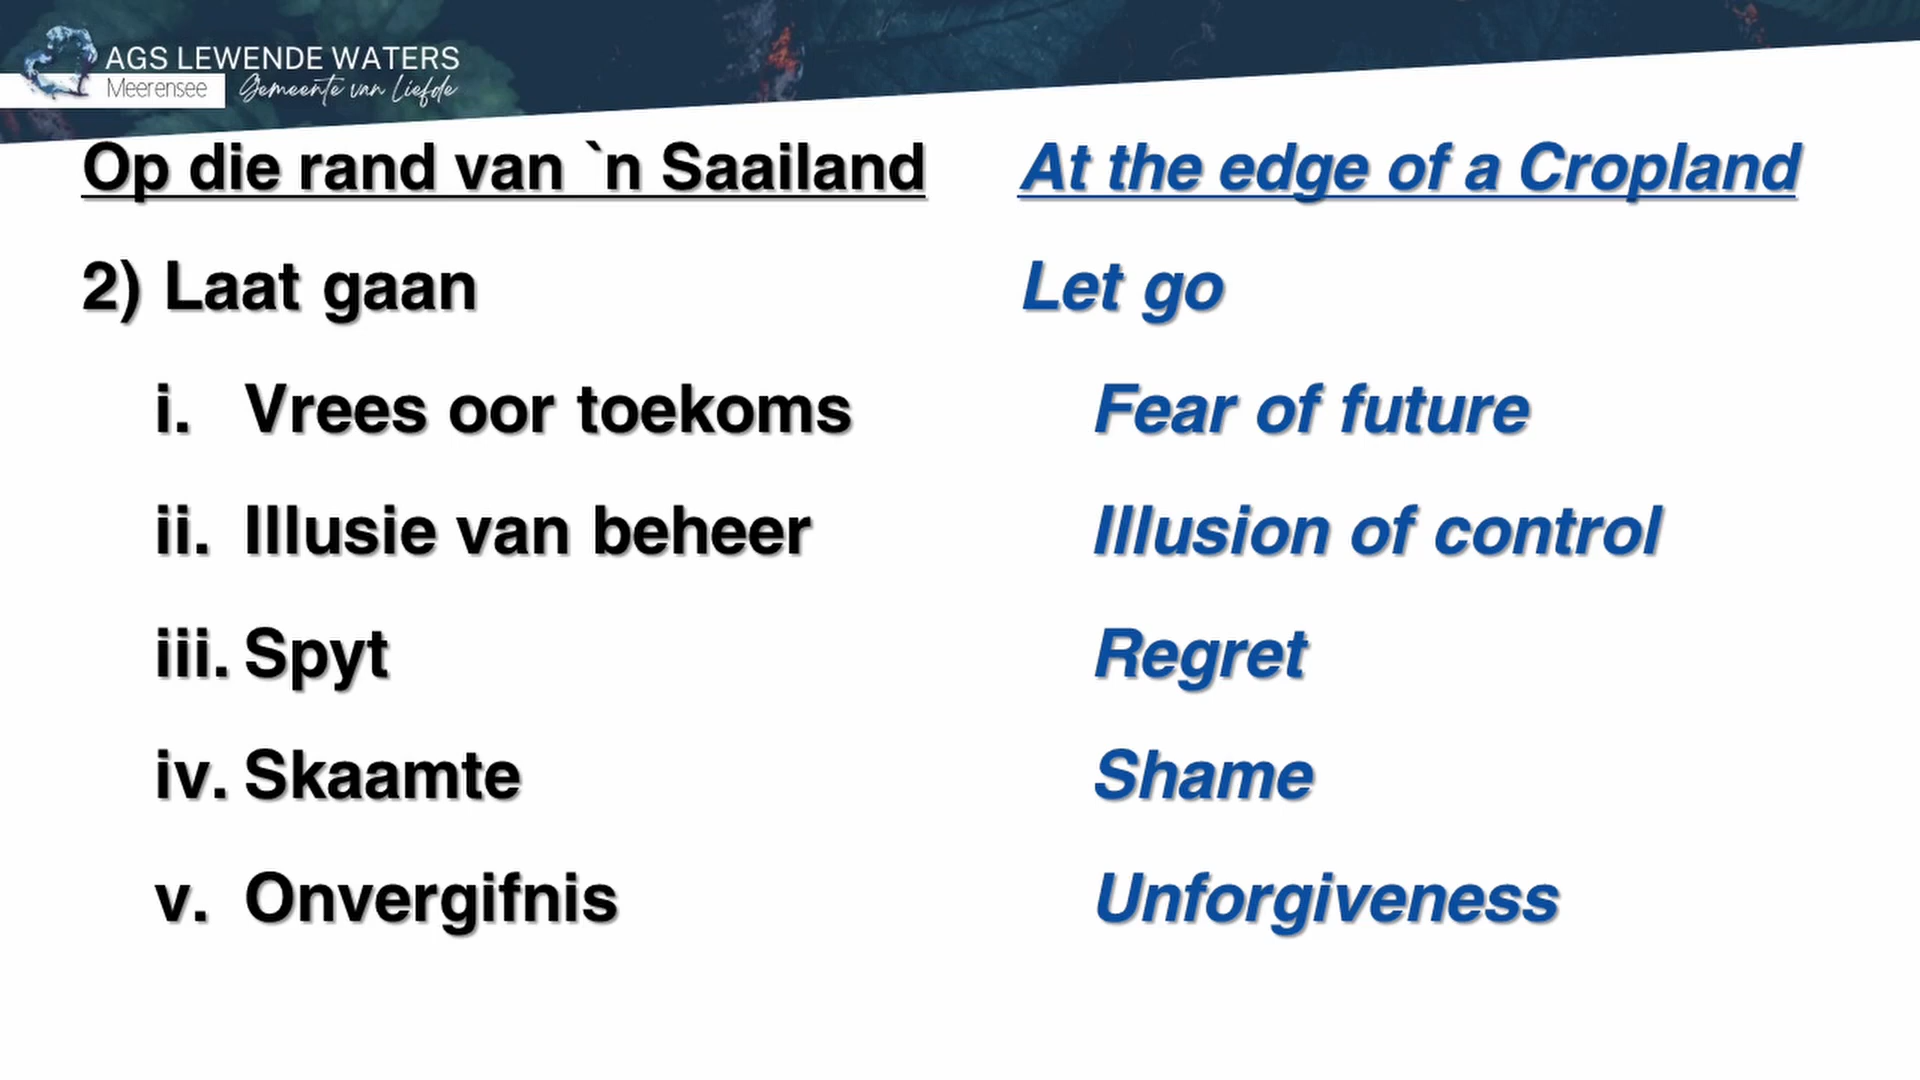 AGS LEWENDE WATERS
Meerensee Gemeente van Liefde
Op die rand van `n Saailand At the edge of a Cropland
2) Laat gaan Let go
i. Vrees oor toekoms Fear of future
ii. Illusie van beheer Illusion of control
iii. Spyt Regret
iv. Skaamte Shame
v. Onvergifnis Unforgiveness